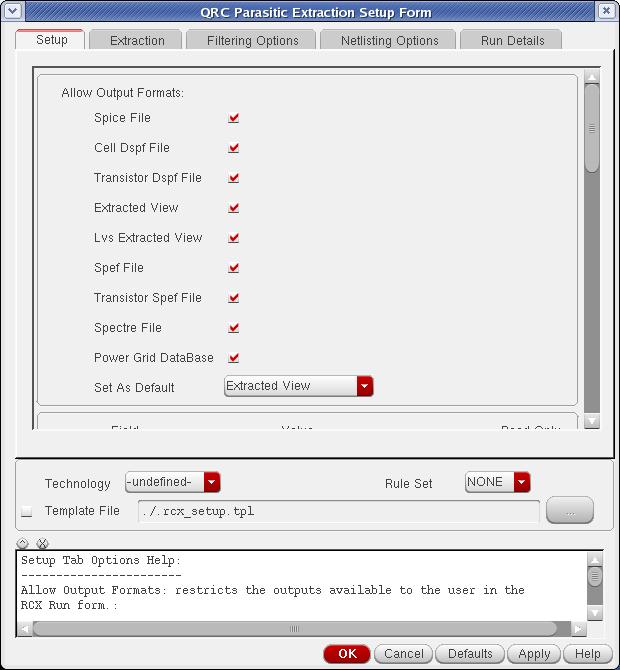 QRC Parasitic Extraction Setup Form
Setup Extraction Filtering Options Netlisting Options Run Details
Allow Output Formats:
Spice File
Cell Dspf File
Transistor Dspf File
Extracted View
Lvs Extracted View
Spef File
Transistor Spef File
Spectre File
Power Grid DataBase
Set As Default Extracted View
Field Value Read Only
Technology -undefined- Rule Set NONE
Template File ./.rcx_setup.tpl ...
Setup Tab Options Help:
-----------------------
Allow Output Formats: restricts the outputs available to the user in the
RCX Run form.:
OK Cancel Defaults Apply Help